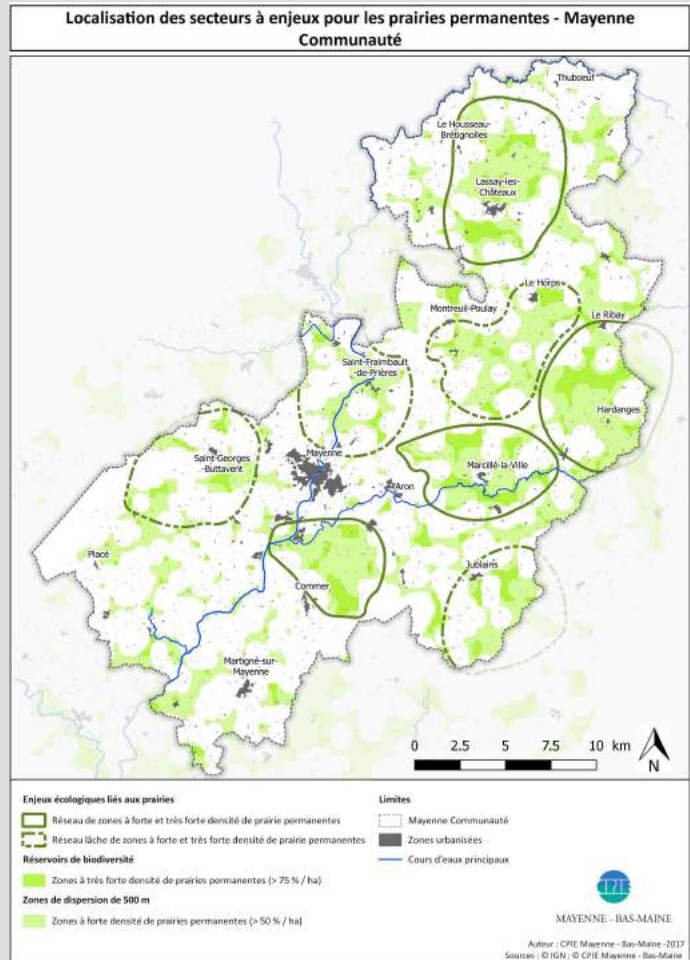 Localisation des secteurs à enjeux pour les prairies permanentes - Mayenne
Communauté
Thuboeuf
Le Housseau-
Brétignolles
Lassay-les-
Châteaux
Le Horps
Montreuil-Poulay
Le Ribay
Saint-Fraimbault
-de-Prières
Hardanges
Saint-Georges
-Buttavent
Mayenne
Marcillé-la-Ville
Aron
Placé
Jublains
Commer
Martigné-sur-
Mayenne
0 2.5 5 7.5 10 km
N
Enjeux écologiques liés aux prairies
Réseau de zones à forte et très forte densité de prairie permanentes
Réseau lâche de zones à forte et très forte densité de prairie permanentes
Réservoirs de biodiversité
Zones à très forte densité de prairies permanentes (> 75 % / ha)
Zones de dispersion de 500 m
Zones à forte densité de prairies permanentes (> 50 % / ha)
Limites
Mayenne Communauté
Zones urbanisées
Cours d'eaux principaux
CPIE
MAYENNE - BAS-MAINE
Auteur : CPIE Mayenne - Bas-Maine -2017
Sources : © IGN ; © CPIE Mayenne - Bas-Maine